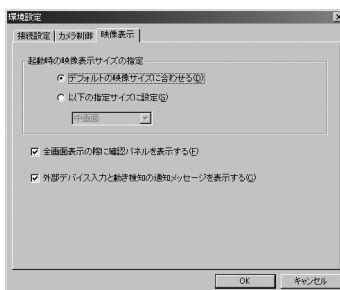 環境設定
接続設定 カメラ制御 映像表示
起動時の映像表示サイズの指定
デフォルトの映像サイズに合わせる(D)
以下の指定サイズに設定(S)
中画面
全画面表示の際に確認パネルを表示する(F)
外部デバイス入力と動き検知の通知メッセージを表示する(C)
OK キャンセル